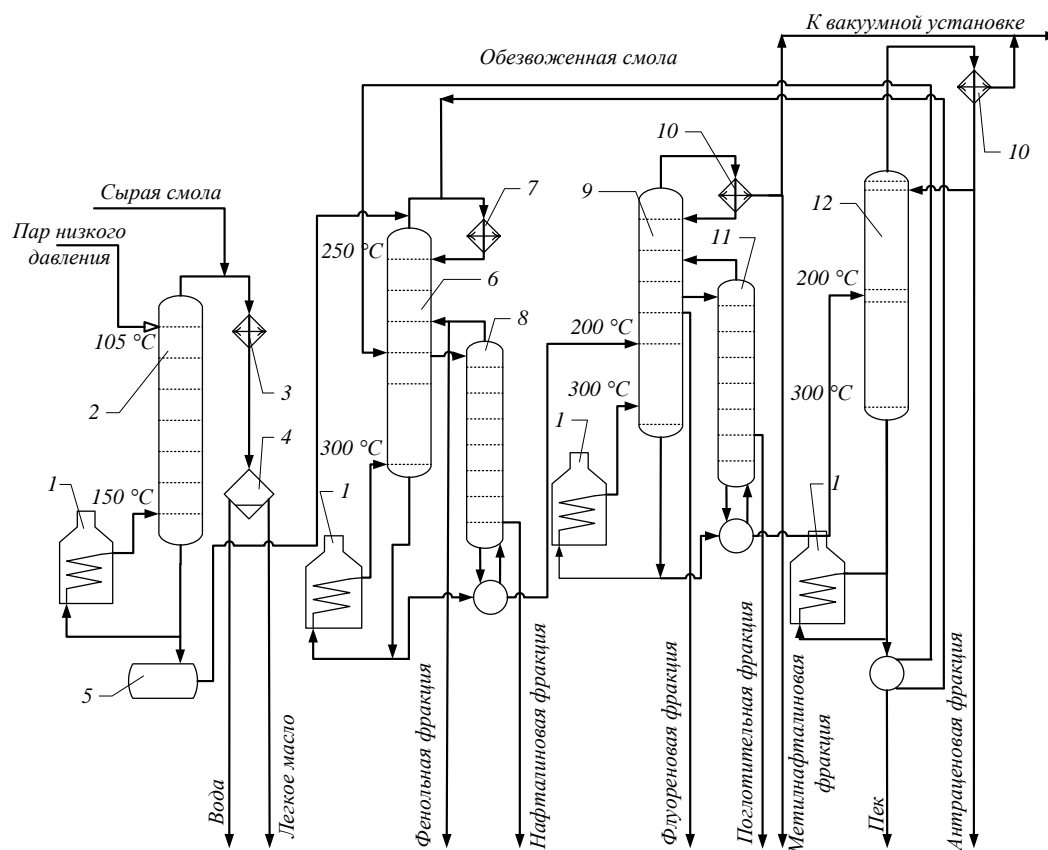 К вакуумной установке
Обезвоженная смола
10
10
7
Сырая смола
9
12
Пар низкого
давления
250 °C
11
6
200 °C
8
105 °C
200 °C
3
2
300 °C
300 °C
1
4
300 °C
1
150 °C
1
1
5
Вода
Легкое масло
Фенольная фракция
Нафталиновая фракция
Флуореновая фракция
Поглотительная фракция
Метилнафталиновая
фракция
Пек
Антраценовая фракция